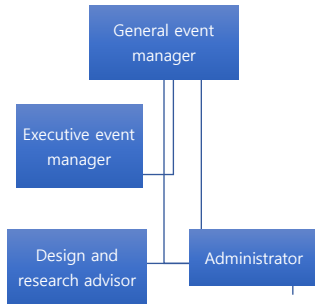 General event
manager
Executive event
manager
Design and
research advisor
Administrator